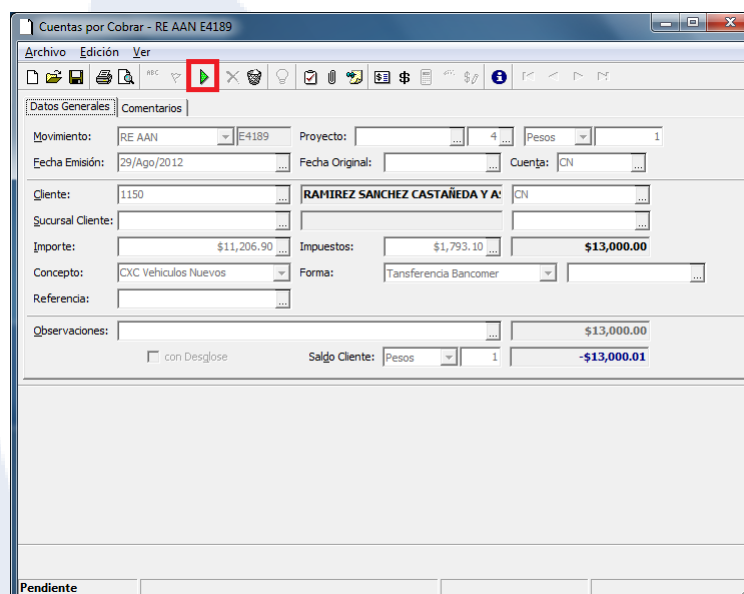 Cuentas por Cobrar - RE AAN E4189
Archivo Edición Ver
Datos Generales Comentarios
Movimiento: RE AAN E4189 Proyecto: 4 Pesos 1
Fecha Emisión: 29/Ago/2012 Fecha Original: Cuenta: CN
Cliente: 1150 RAMIREZ SANCHEZ CASTAÑEDA Y A CN
Sucursal Cliente:
Importe: $11,206.90 Impuestos: $1,793.10 $13,000.00
Concepto: CXC Vehiculos Nuevos Forma: Tansferencia Bancomer
Referencia:
Observaciones: $13,000.00
con Desglose Saldo Cliente: Pesos 1 -$13,000.01
Pendiente